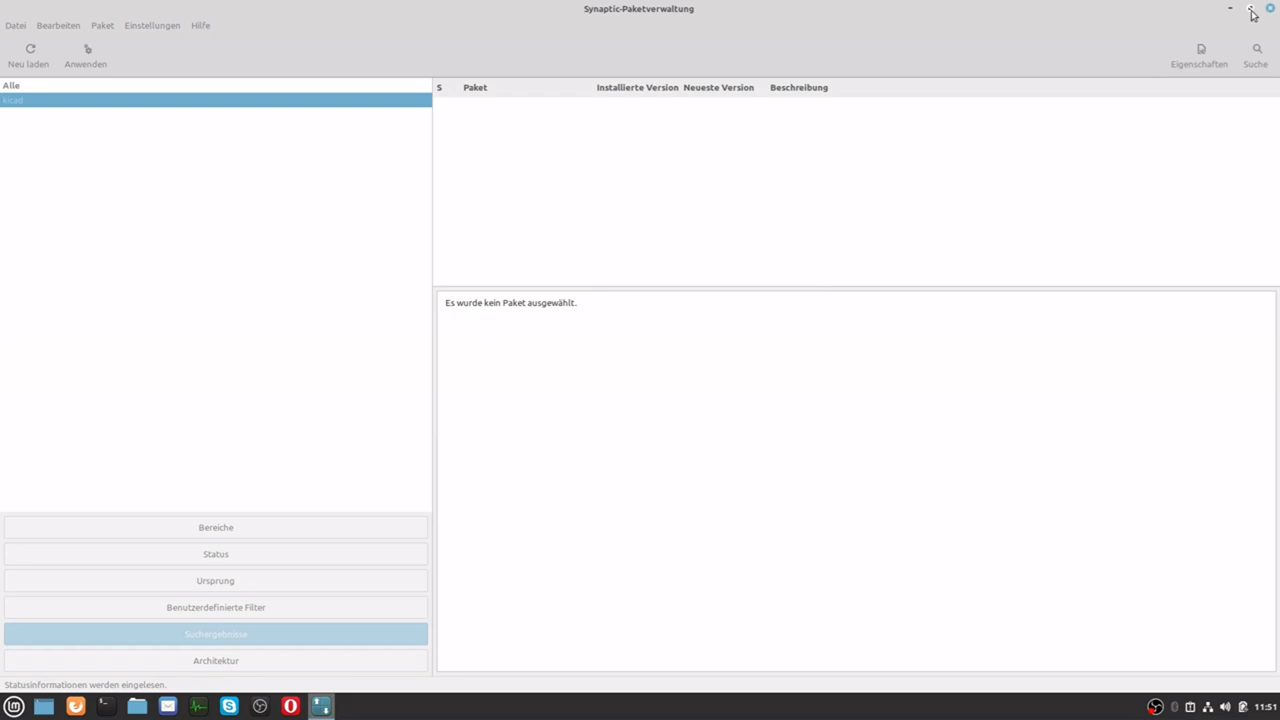 Synaptic-Paketverwaltung
Datei Bearbeiten Paket Einstellungen Hilfe
Neu laden Anwenden Eigenschaften Suche
Alle
kicad
S Paket Installierte Version Neueste Version Beschreibung
Es wurde kein Paket ausgewählt.
Bereiche
Status
Ursprung
Benutzerdefinierte Filter
Suchergebnisse
Architektur
Statusinformationen werden eingelesen.
11:51